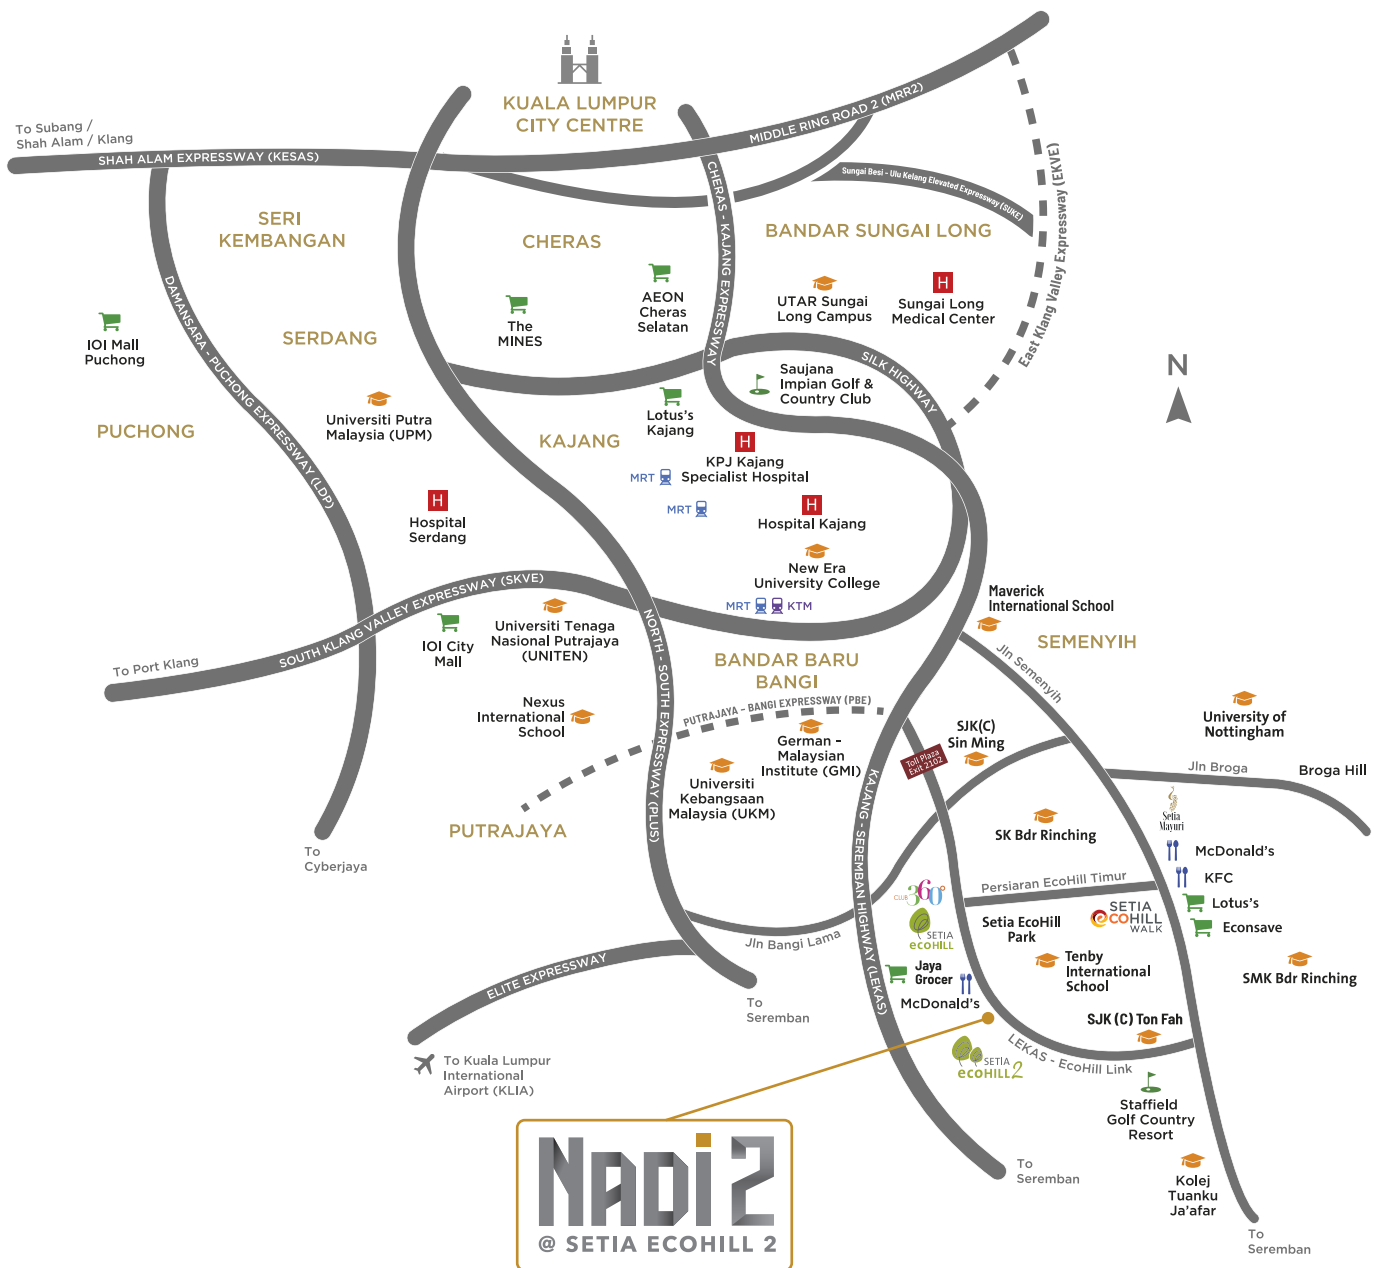 KUALA LUMPUR
CITY CENTRE
To Subang /
Shah Alam / Klang
SHAH ALAM EXPRESSWAY (KESAS)
MIDDLE RING ROAD 2 (MRR2)
Sungai Besi - Ulu Kelang Elevated Expressway (SUKE)
East Klang Valley Expressway (EKVE)
CHERAS - KAJANG EXPRESSWAY
SERI
KEMBANGAN
CHERAS
BANDAR SUNGAI LONG
AEON
Cheras
Selatan
UTAR Sungai
Long Campus
H
Sungai Long
Medical Center
The
MINES
IOI Mall
Puchong
SERDANG
DAMANSARA - PUCHONG EXPRESSWAY (LDP)
SILK HIGHWAY
Saujana
Impian Golf &
Country Club
N
Universiti Putra
Malaysia (UPM)
Lotus's
Kajang
PUCHONG
KAJANG
H
KPJ Kajang
Specialist Hospital
MRT
MRT
H
Hospital
Serdang
H
Hospital Kajang
New Era
University College
MRT
KTM
SOUTH KLANG VALLEY EXPRESSWAY (SKVE)
To Port Klang
IOI City
Mall
Universiti Tenaga
Nasional Putrajaya
(UNITEN)
NORTH - SOUTH EXPRESSWAY (PLUS)
Maverick
International School
SEMENYIH
Jln Semenyih
BANDAR BARU
BANGI
Nexus
International
School
PUTRAJAYA - BANGI EXPRESSWAY (PBE)
German -
Malaysian
Institute (GMI)
Universiti
Kebangsaan
Malaysia (UKM)
Toll Plaza
Exit 2102
SJK(C)
Sin Ming
University of
Nottingham
Jln Broga
Broga Hill
PUTRAJAYA
To
Cyberjaya
KAJANG - SEREMBAN HIGHWAY (LEKAS)
SK Bdr Rinching
Setia
Mayuri
McDonald's
KFC
Lotus's
Econsave
Persiaran EcoHill Timur
CLUB 360°
SETIA
ecoHILL
Setia EcoHill
Park
SETIA
ECOHILL
WALK
Jln Bangi Lama
Jaya
Grocer
McDonald's
Tenby
International
School
SMK Bdr Rinching
ELITE EXPRESSWAY
To
Seremban
SJK (C) Ton Fah
LEKAS - EcoHill Link
SETIA
ecoHILL2
To Kuala Lumpur
International
Airport (KLIA)
Staffield
Golf Country
Resort
Kolej
Tuanku
Ja'afar
To
Seremban
To
Seremban
NADI 2
@ SETIA ECOHILL 2